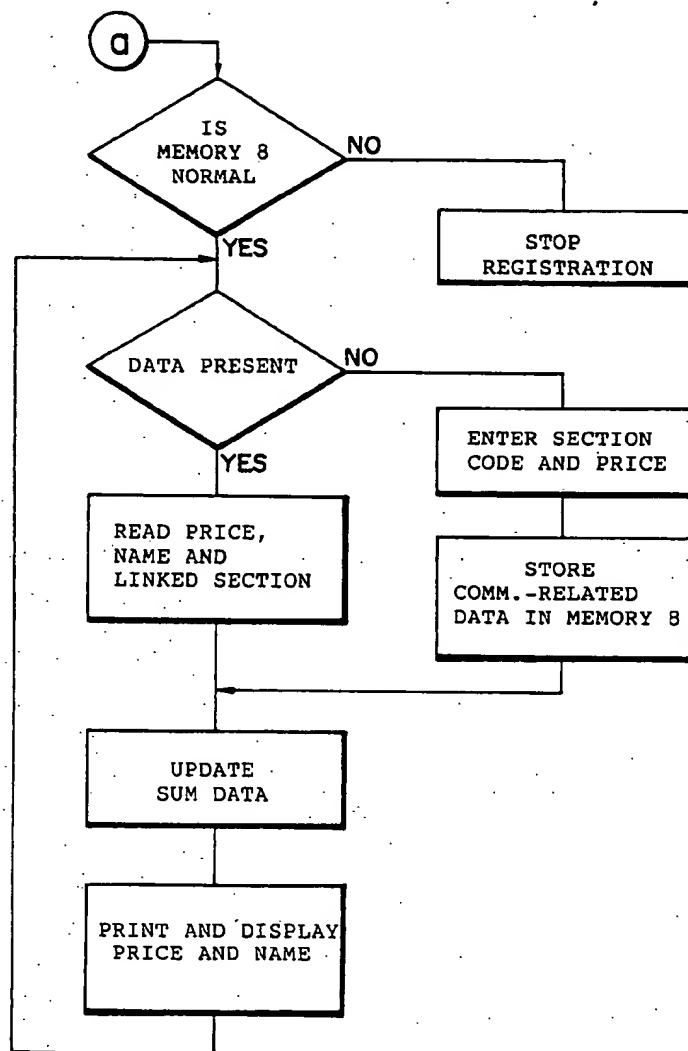 a
IS
MEMORY 8
NORMAL
NO
YES
STOP
REGISTRATION
DATA PRESENT
NO
YES
ENTER SECTION
CODE AND PRICE
READ PRICE,
NAME AND
LINKED SECTION
STORE
COMM.-RELATED
DATA IN MEMORY 8
UPDATE
SUM DATA
PRINT AND DISPLAY
PRICE AND NAME